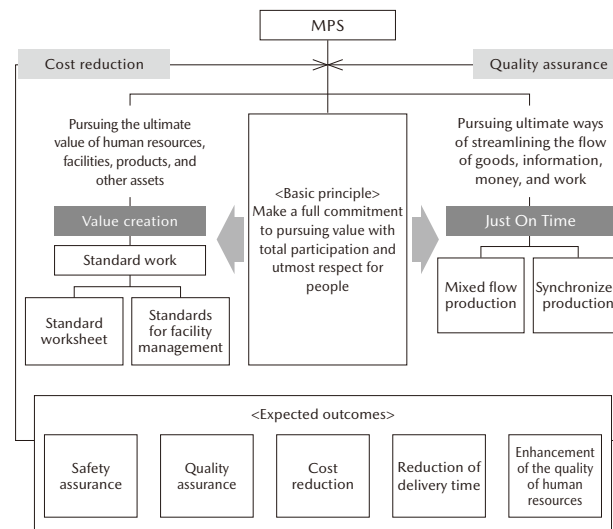 MPS
Cost reduction
Quality assurance
Pursuing the ultimate
value of human resources,
facilities, products, and
other assets
Value creation
Standard work
Standard
worksheet
Standards
for facility
management
<Basic principle>
Make a full commitment
to pursuing value with
total participation and
utmost respect for
people
Pursuing ultimate ways
of streamlining the flow
of goods, information,
money, and work
Just On Time
Mixed flow
production
Synchronize
production
<Expected outcomes>
Safety
assurance
Quality
assurance
Cost
reduction
Reduction of
delivery time
Enhancement
of the quality
of human
resources